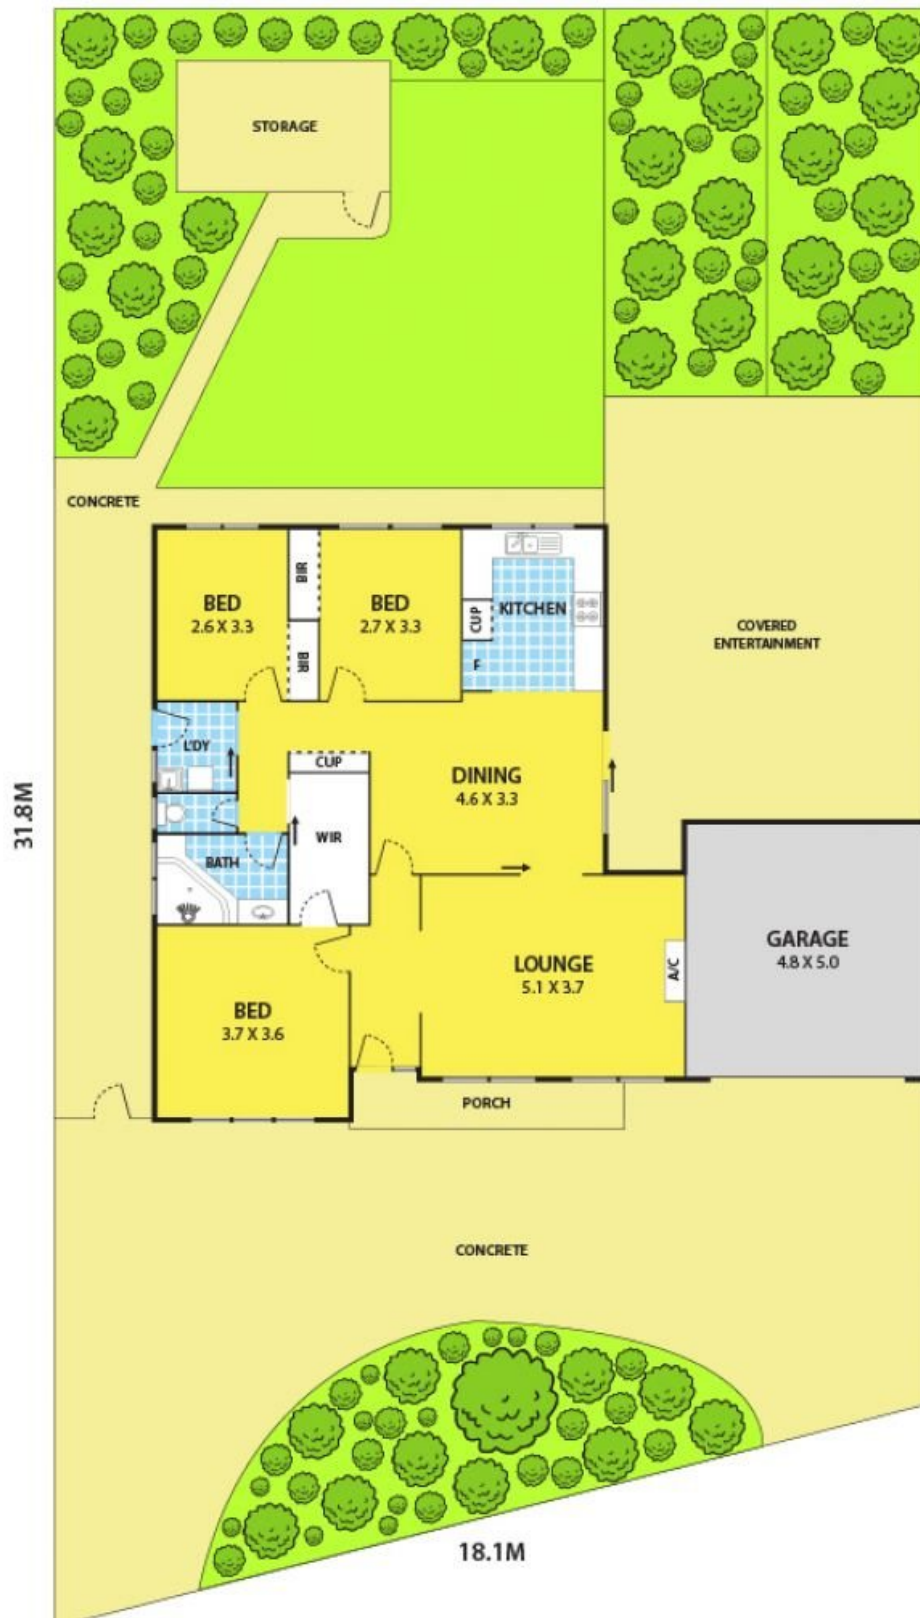 STORAGE
CONCRETE
BED
2.6 X 3.3
BIR
BIR
BED
2.7 X 3.3
CUP
KITCHEN
F
COVERED
ENTERTAINMENT
L'DY
CUP
DINING
4.6 X 3.3
31.8M
WIR
BATH
LOUNGE
5.1 X 3.7
A/C
GARAGE
4.8 X 5.0
BED
3.7 X 3.6
PORCH
CONCRETE
18.1M